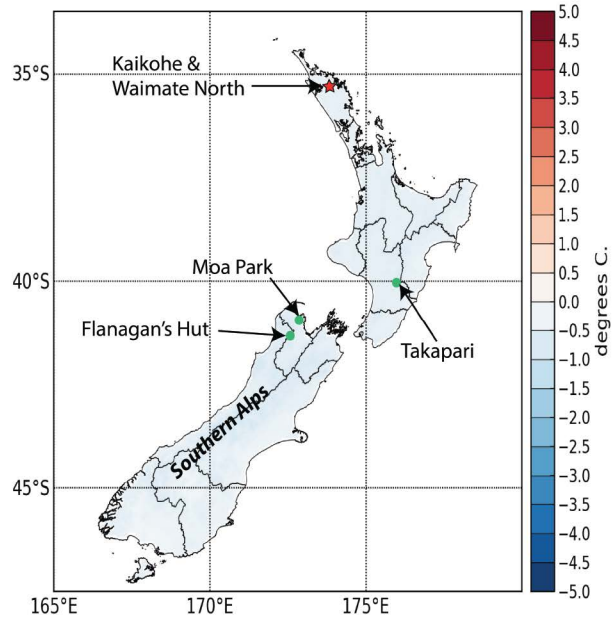 Kaikohe &
Waimate North
Moa Park
Flanagan's Hut
Takapari
Southern Alps
35°S
40°S
45°S
165°E
170°E
175°E
5.0
4.5
4.0
3.5
3.0
2.5
2.0
1.5
1.0
0.5
0.0
−0.5
−1.0
−1.5
−2.0
−2.5
−3.0
−3.5
−4.0
−4.5
−5.0
degrees C.